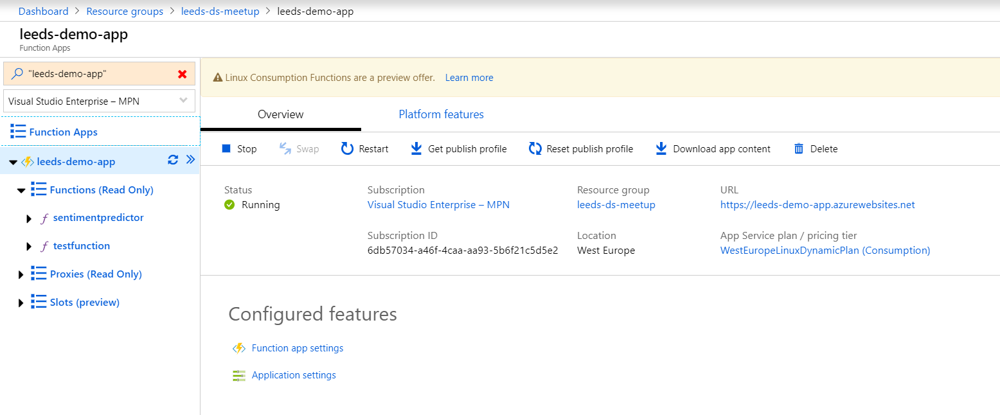 Dashboard > Resource groups > leeds-ds-meetup > leeds-demo-app
leeds-demo-app
Function Apps
"leeds-demo-app"
Visual Studio Enterprise – MPN
Function Apps
leeds-demo-app
Functions (Read Only)
f sentimentpredictor
f testfunction
Proxies (Read Only)
Slots (preview)
Linux Consumption Functions are a preview offer. Learn more
Overview Platform features
Stop Swap Restart Get publish profile Reset publish profile Download app content Delete
Status Subscription Resource group URL
Running Visual Studio Enterprise – MPN leeds-ds-meetup https://leeds-demo-app.azurewebsites.net
Subscription ID Location App Service plan / pricing tier
6db57034-a46f-4caa-aa93-5b6f21c5d5e2 West Europe WestEuropeLinuxDynamicPlan (Consumption)
Configured features
Function app settings
Application settings